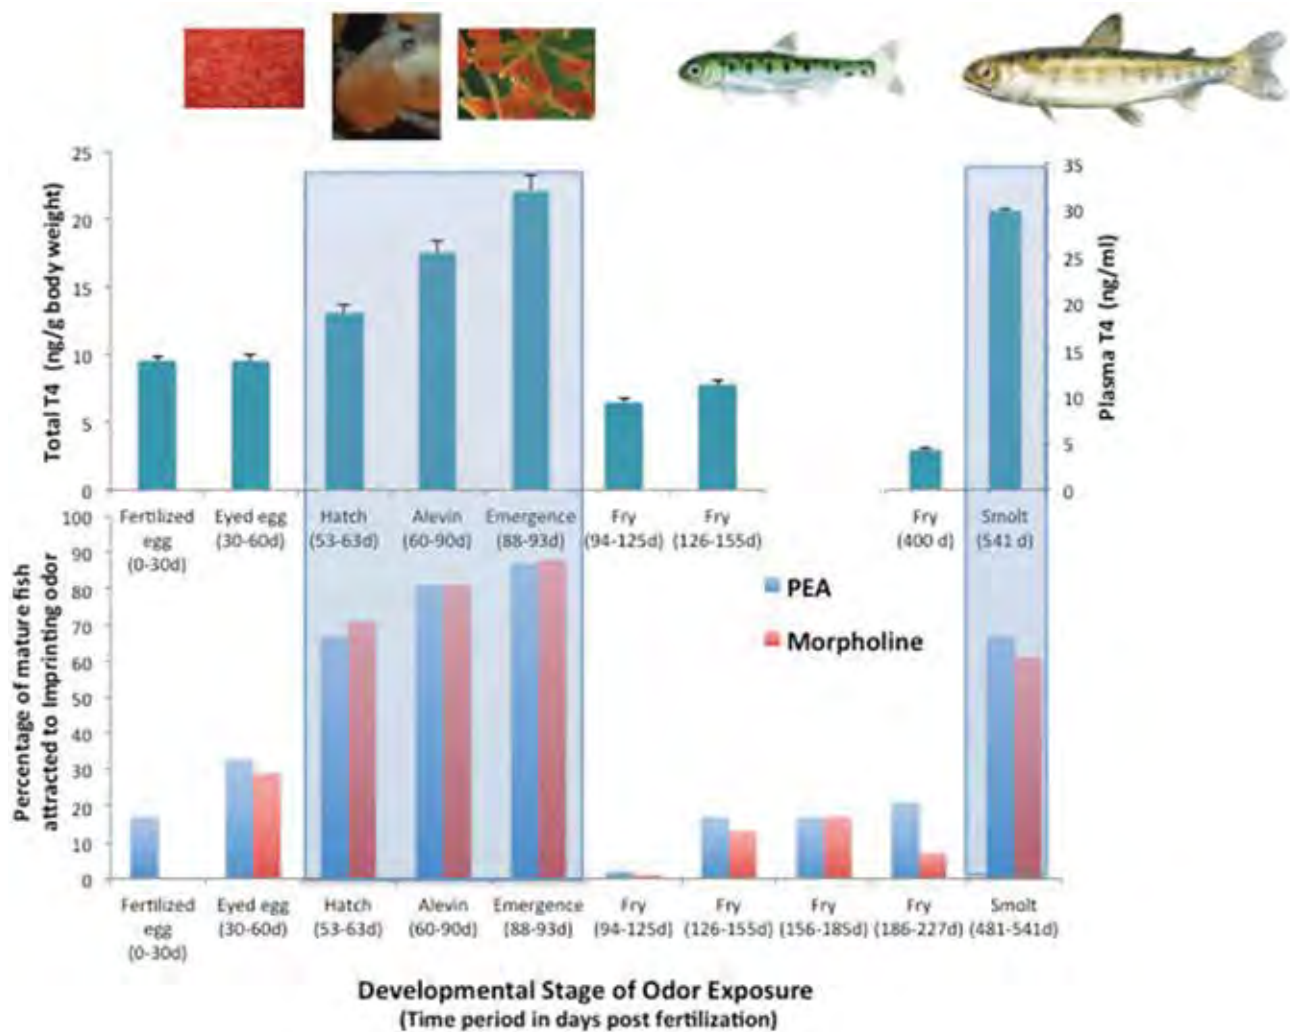 25
20
15
10
5
0
Total T4 (ng/g body weight)
35
30
25
20
15
10
5
0
Plasma T4 (ng/ml)
Fertilized
egg
(0-30d)
Eyed egg
(30-60d)
Hatch
(53-63d)
Alevin
(60-90d)
Emergence
(88-93d)
Fry
(94-125d)
Fry
(126-155d)
Fry
(400 d)
Smolt
(541 d)
100
90
80
70
60
50
40
30
20
10
0
Percentage of mature fish
attracted to Imprinting odor
PEA
Morpholine
Fertilized
egg
(0-30d)
Eyed egg
(30-60d)
Hatch
(53-63d)
Alevin
(60-90d)
Emergence
(88-93d)
Fry
(94-125d)
Fry
(126-155d)
Fry
(156-185d)
Fry
(186-227d)
Smolt
(481-541d)
Developmental Stage of Odor Exposure
(Time period in days post fertilization)